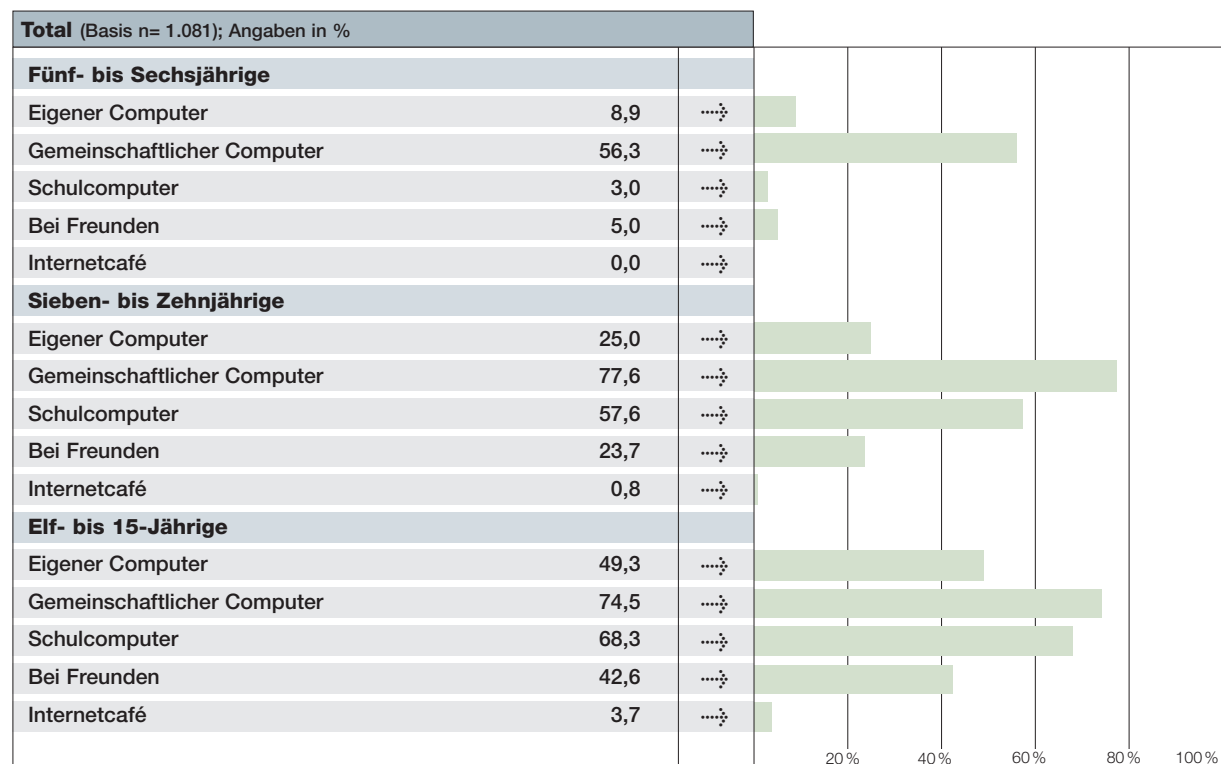 Total (Basis n= 1.081); Angaben in %
Fünf- bis Sechsjährige
Eigener Computer 8,9
Gemeinschaftlicher Computer 56,3
Schulcomputer 3,0
Bei Freunden 5,0
Internetcafé 0,0
Sieben- bis Zehnjährige
Eigener Computer 25,0
Gemeinschaftlicher Computer 77,6
Schulcomputer 57,6
Bei Freunden 23,7
Internetcafé 0,8
Elf- bis 15-Jährige
Eigener Computer 49,3
Gemeinschaftlicher Computer 74,5
Schulcomputer 68,3
Bei Freunden 42,6
Internetcafé 3,7
20 % 40 % 60 % 80 % 100 %